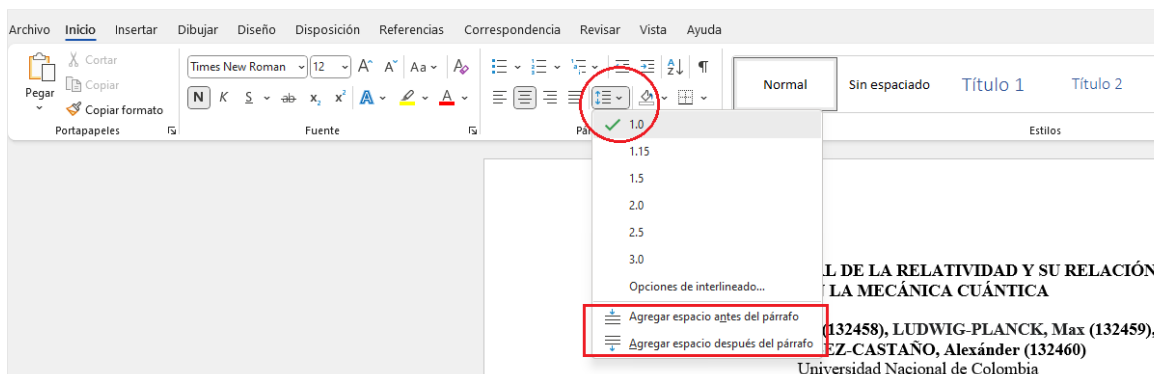 Archivo Inicio Insertar Dibujar Diseño Disposición Referencias Correspondencia Revisar Vista Ayuda
Cortar
Copiar
Copiar formato
Pegar
Portapapeles
Times New Roman 12 A A Aa A
N K S ab x2 x2 A A
Fuente
Normal
Sin espaciado
Título 1
Título 2
Estilos
1.0
1.15
1.5
2.0
2.5
3.0
Opciones de interlineado...
Agregar espacio antes del párrafo
Agregar espacio después del párrafo
L DE LA RELATIVIDAD Y SU RELACIÓN
LA MECÁNICA CUÁNTICA
(132458), LUDWIG-PLANCK, Max (132459),
EZ-CASTAÑO, Alexánder (132460)
Universidad Nacional de Colombia